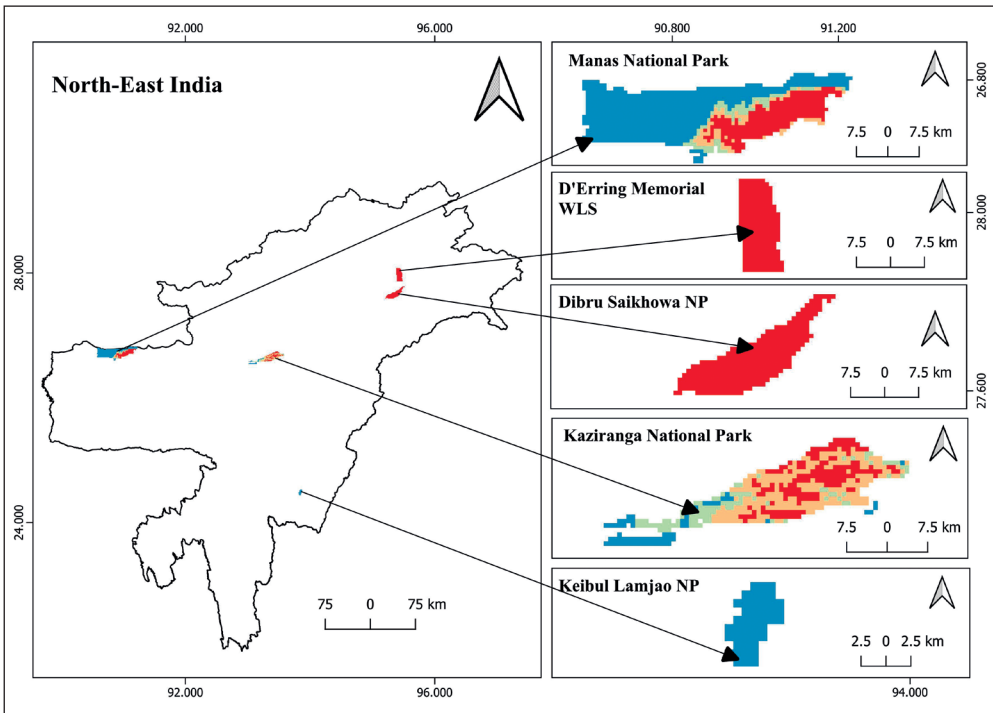 92.000 96.000
90.800 91.200
North-East India
28.000
24.000
75 0 75 km
92.000 96.000
Manas National Park
26.800
7.5 0 7.5 km
D'Erring Memorial
WLS
28.000
7.5 0 7.5 km
Dibru Saikhowa NP
7.5 0 7.5 km
27.600
Kaziranga National Park
7.5 0 7.5 km
Keibul Lamjao NP
2.5 0 2.5 km
94.000